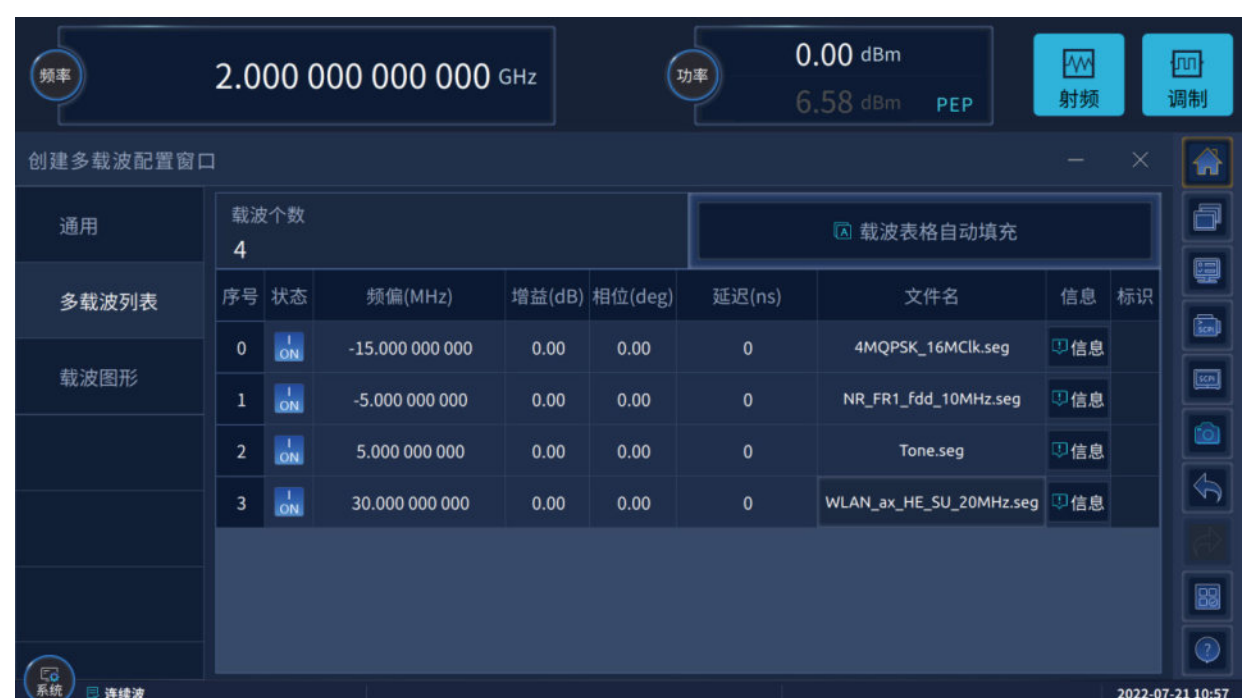 频率 2.000 000 000 000 GHz
功率 0.00 dBm
6.58 dBm PEP
射频
调制
创建多载波配置窗口
通用
多载波列表
载波图形
载波个数
4
A 载波表格自动填充
序号 状态 频偏(MHz) 增益(dB) 相位(deg) 延迟(ns) 文件名 信息 标识
0 I ON -15.000 000 000 0.00 0.00 0 4MQPSK_16MClk.seg 信息
1 I ON -5.000 000 000 0.00 0.00 0 NR_FR1_fdd_10MHz.seg 信息
2 I ON 5.000 000 000 0.00 0.00 0 Tone.seg 信息
3 I ON 30.000 000 000 0.00 0.00 0 WLAN_ax_HE_SU_20MHz.seg 信息
SCPI
SCPI
系统 连续波 2022-07-21 10:57